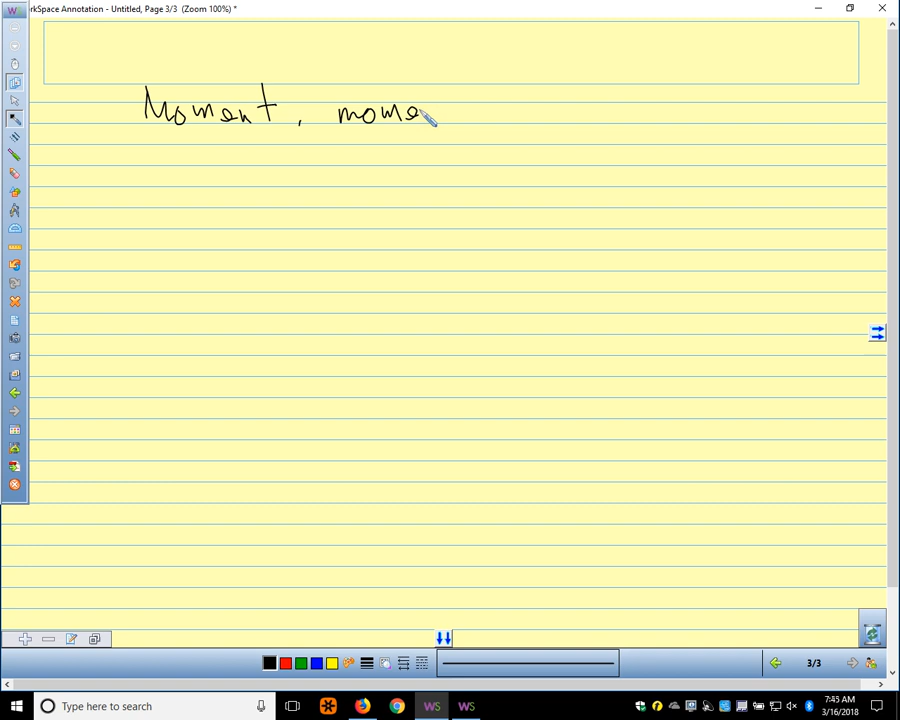 rkSpace Annotation - Untitled, Page 3/3 (Zoom 100%) *
Moment, mome
3/3
Type here to search
7:45 AM
3/16/2018